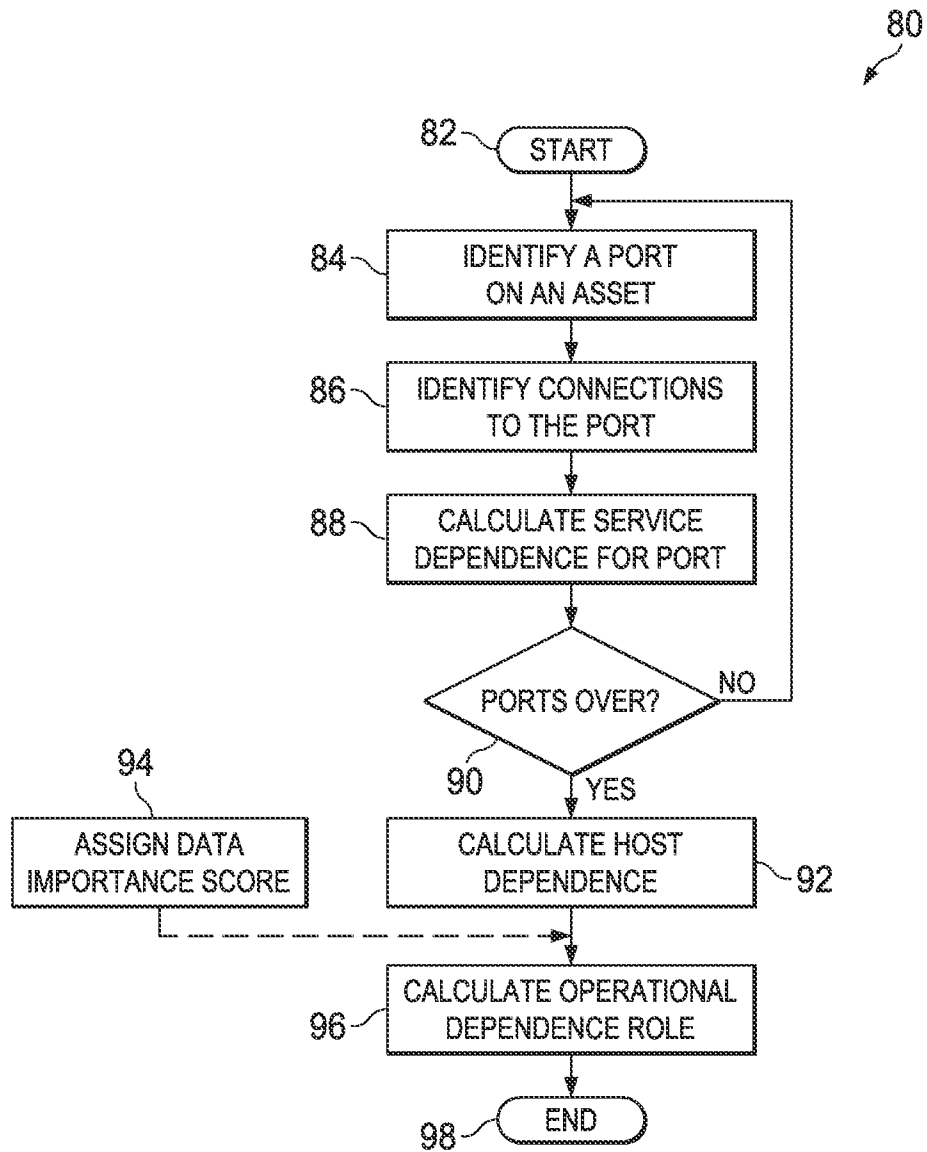 80
82
START
84
IDENTIFY A PORT
ON AN ASSET
86
IDENTIFY CONNECTIONS
TO THE PORT
88
CALCULATE SERVICE
DEPENDENCE FOR PORT
PORTS OVER?
NO
90
YES
94
ASSIGN DATA
IMPORTANCE SCORE
CALCULATE HOST
DEPENDENCE
92
CALCULATE OPERATIONAL
DEPENDENCE ROLE
96
END
98